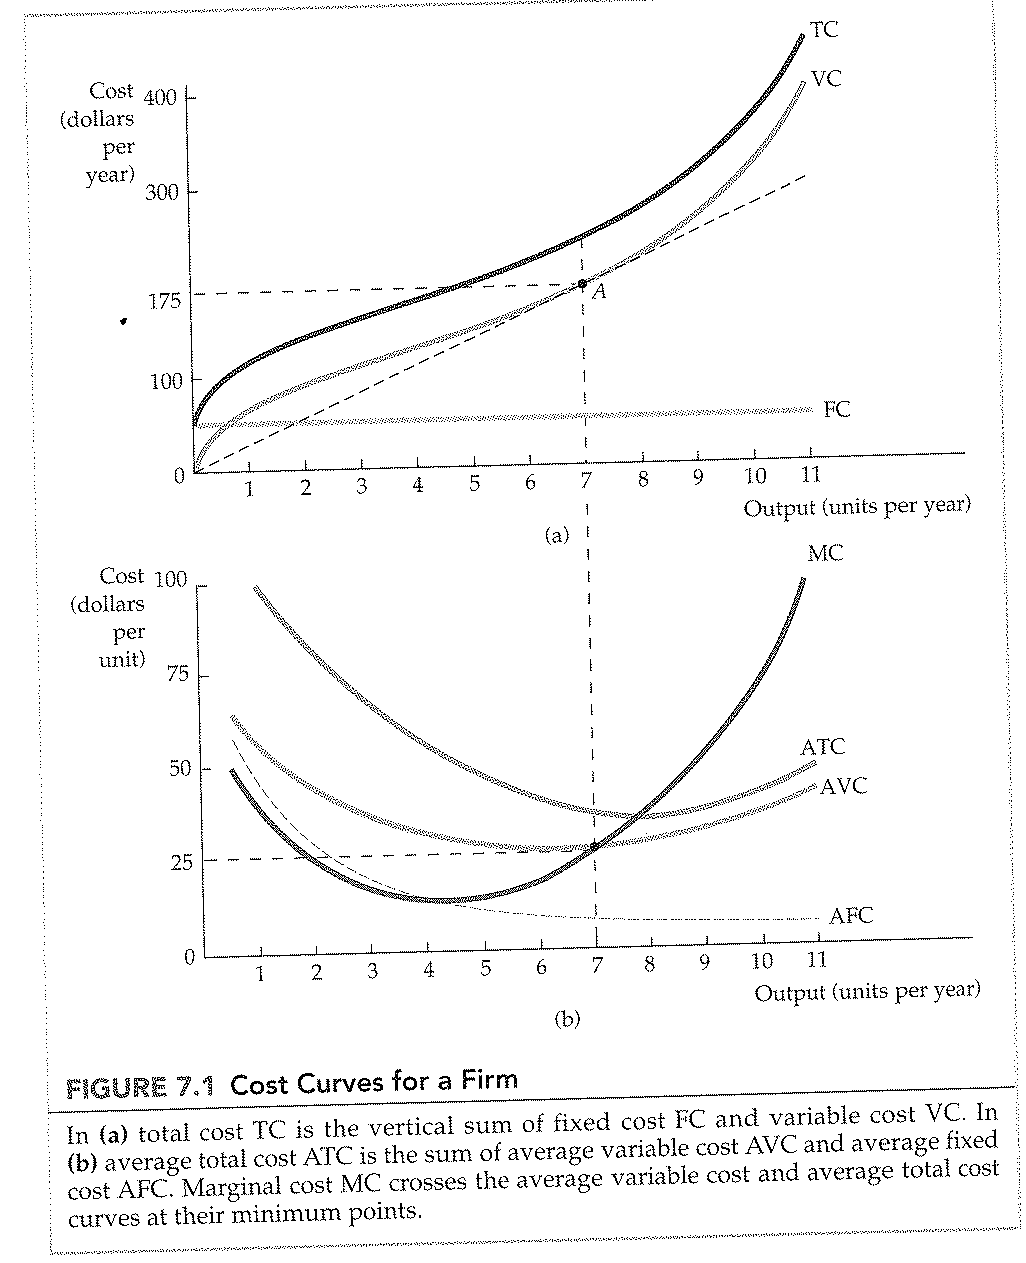 TC
VC
Cost
(dollars
per
year)
400
300
175
100
0
A
FC
1 2 3 4 5 6 7 8 9 10 11
Output (units per year)
(a)
MC
Cost
(dollars
per
unit)
100
75
50
25
0
ATC
AVC
AFC
1 2 3 4 5 6 7 8 9 10 11
Output (units per year)
(b)
FIGURE 7.1 Cost Curves for a Firm
In (a) total cost TC is the vertical sum of fixed cost FC and variable cost VC. In
(b) average total cost ATC is the sum of average variable cost AVC and average fixed
cost AFC. Marginal cost MC crosses the average variable cost and average total cost
curves at their minimum points.